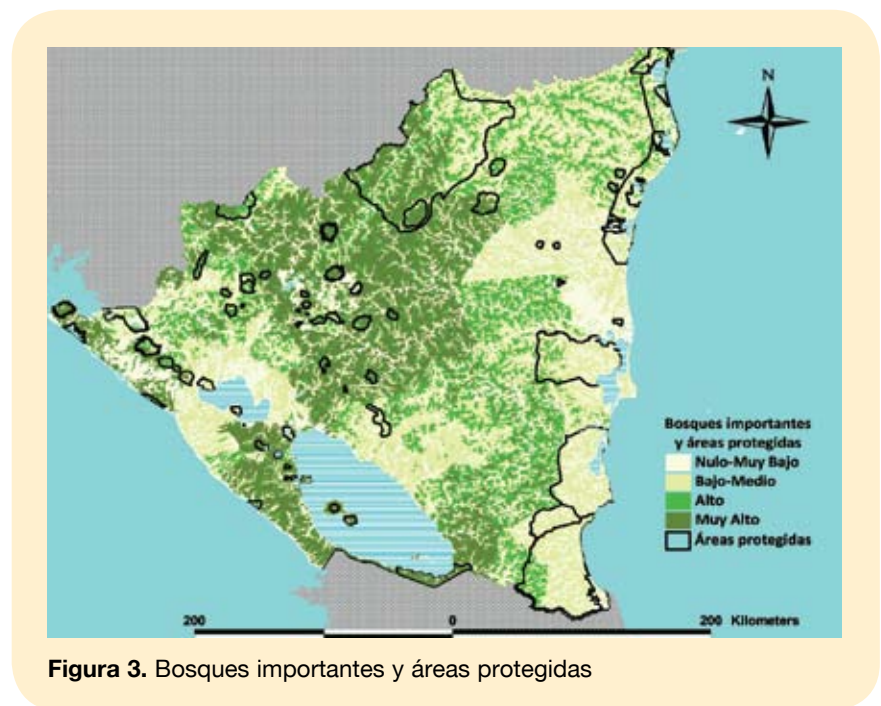 N
Bosques importantes
y áreas protegidas
Nulo-Muy Bajo
Bajo-Medio
Alto
Muy Alto
Áreas protegidas
200 0 200 Kilometers
Figura 3. Bosques importantes y áreas protegidas